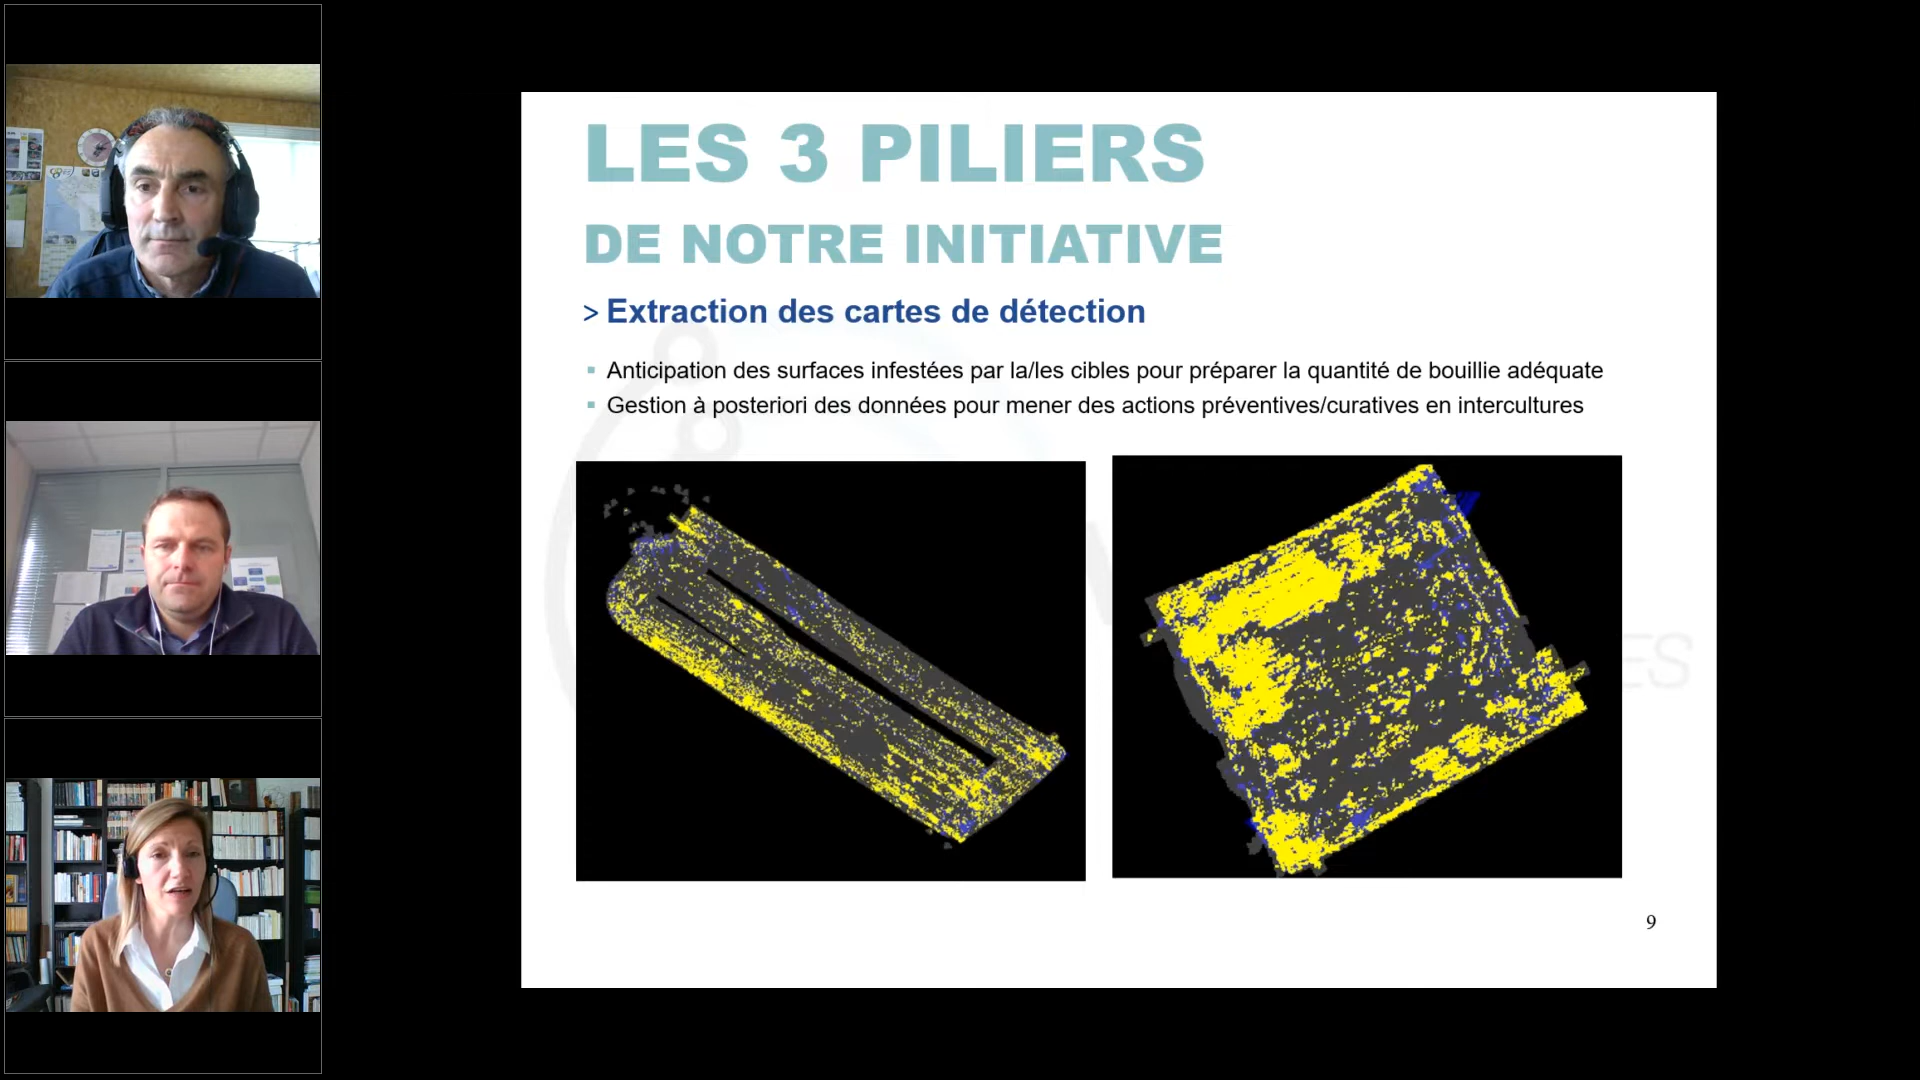 LES 3 PILIERS
DE NOTRE INITIATIVE
> Extraction des cartes de détection
▪ Anticipation des surfaces infestées par la/les cibles pour préparer la quantité de bouillie adéquate
▪ Gestion à posteriori des données pour mener des actions préventives/curatives en intercultures
ES
9